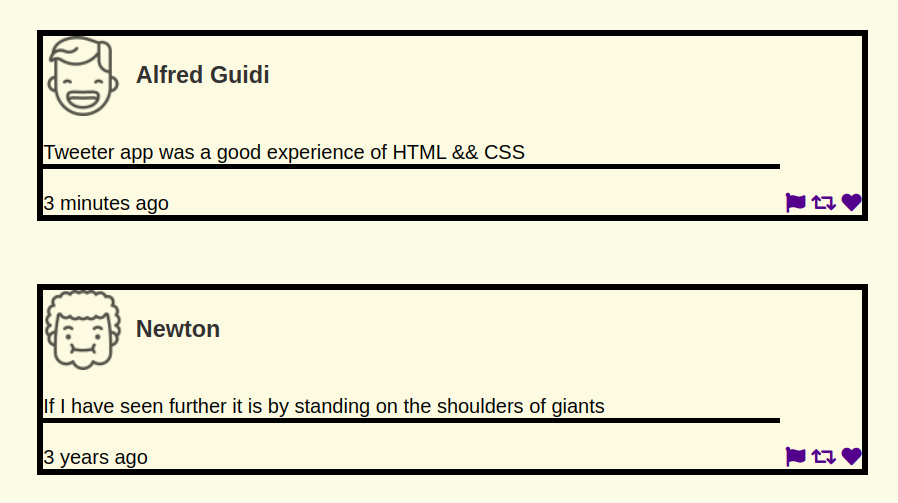 Alfred Guidi
Tweeter app was a good experience of HTML && CSS
3 minutes ago
Newton
If I have seen further it is by standing on the shoulders of giants
3 years ago